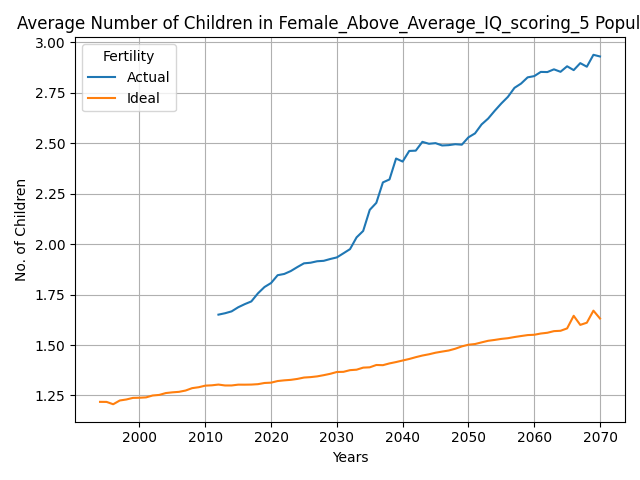 Average Number of Children in Female_Above_Average_IQ_scoring_5 Popul
3.00
2.75
2.50
2.25
2.00
1.75
1.50
1.25
No. of Children
Fertility
Actual
Ideal
2000 2010 2020 2030 2040 2050 2060 2070
Years